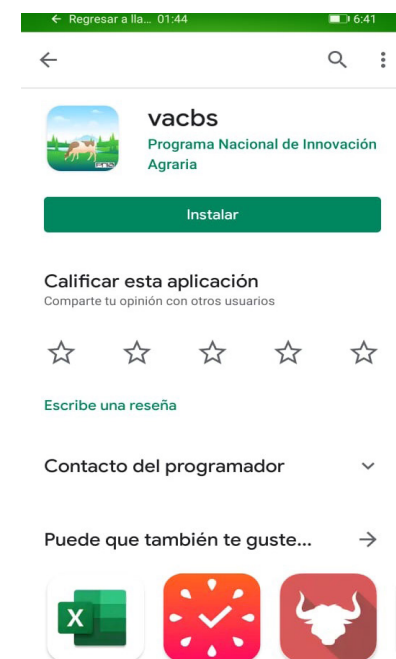 ← Regresar a lla... 01:44 6:41
vacbs
Programa Nacional de Innovación
Agraria
Instalar
Calificar esta aplicación
Comparte tu opinión con otros usuarios
Escribe una reseña
Contacto del programador
Puede que también te guste...
X